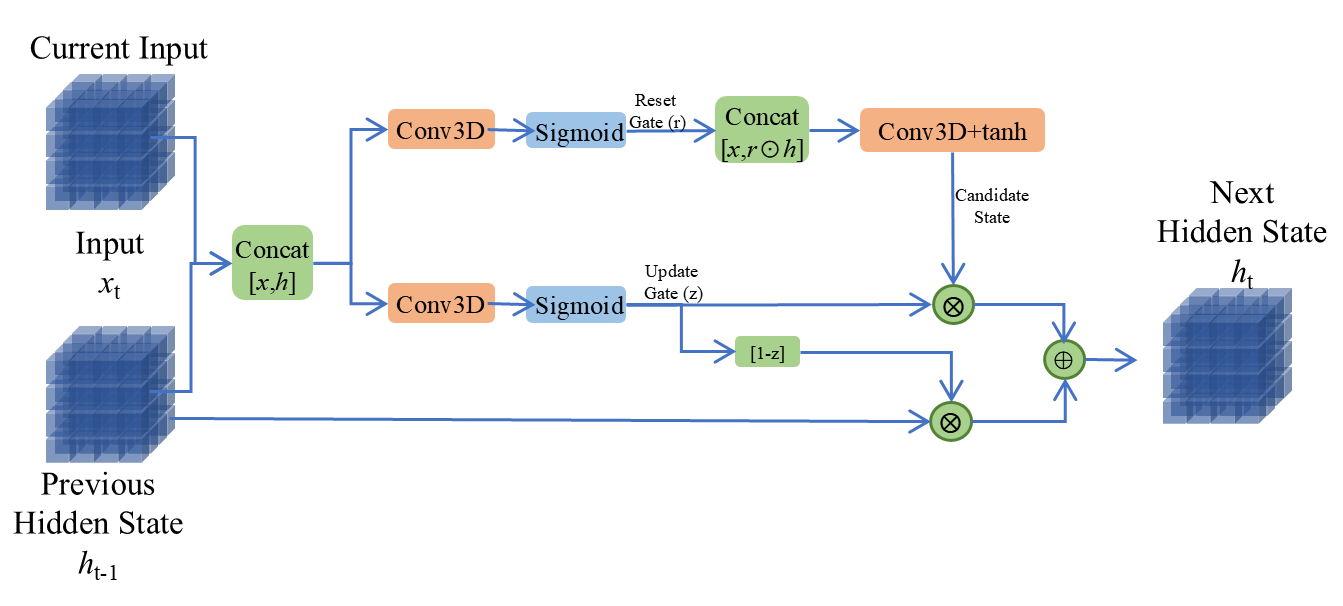 Current Input
Input
xt
Previous
Hidden State
ht-1
Concat
[x,h]
Conv3D
Sigmoid
Reset
Gate (r)
Concat
[x,r⊙h]
Conv3D+tanh
Candidate
State
Conv3D
Sigmoid
Update
Gate (z)
[1-z]
⊗
⊗
⊕
Next
Hidden State
ht